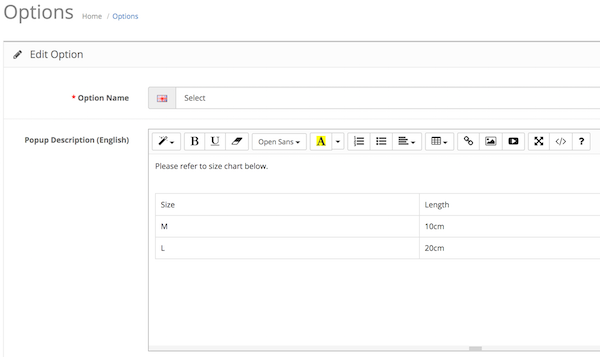 Options Home / Options
Edit Option
* Option Name Select
Popup Description (English)
B U Open Sans A </> ?
Please refer to size chart below.
Size Length
M 10cm
L 20cm